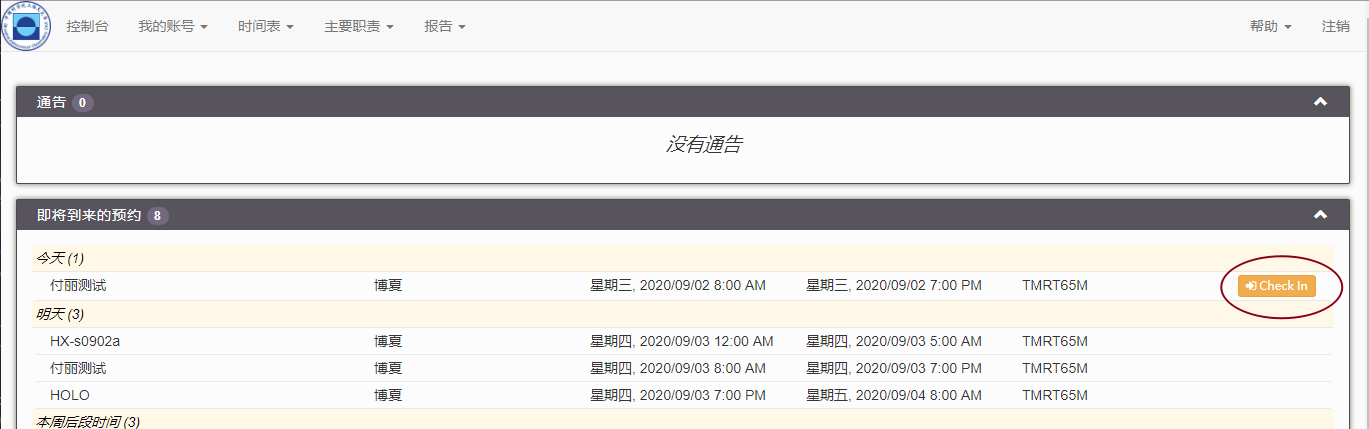 控制台 我的账号 时间表 主要职责 报告 帮助 注销
通告 0
没有通告
即将到来的预约 8
今天 (1)
付丽测试 博夏 星期三, 2020/09/02 8:00 AM 星期三, 2020/09/02 7:00 PM TMRT65M Check In
明天 (3)
HX-s0902a 博夏 星期四, 2020/09/03 12:00 AM 星期四, 2020/09/03 5:00 AM TMRT65M
付丽测试 博夏 星期四, 2020/09/03 8:00 AM 星期四, 2020/09/03 7:00 PM TMRT65M
HOLO 博夏 星期四, 2020/09/03 7:00 PM 星期五, 2020/09/04 8:00 AM TMRT65M
本周后段时间 (3)